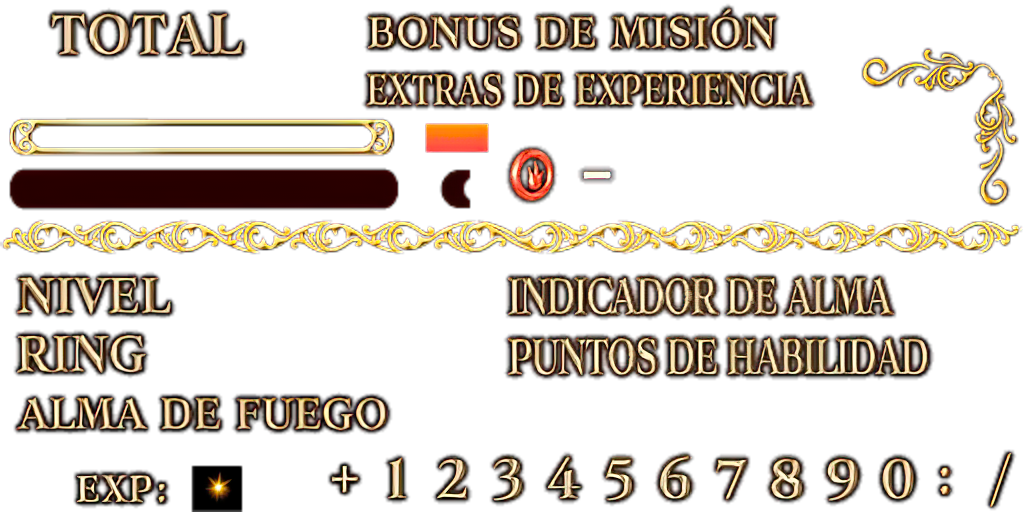 TOTAL
BONUS DE MISIÓN
EXTRAS DE EXPERIENCIA
NIVEL
INDICADOR DE ALMA
RING
PUNTOS DE HABILIDAD
ALMA DE FUEGO
EXP:
+ 1 2 3 4 5 6 7 8 9 0 : /